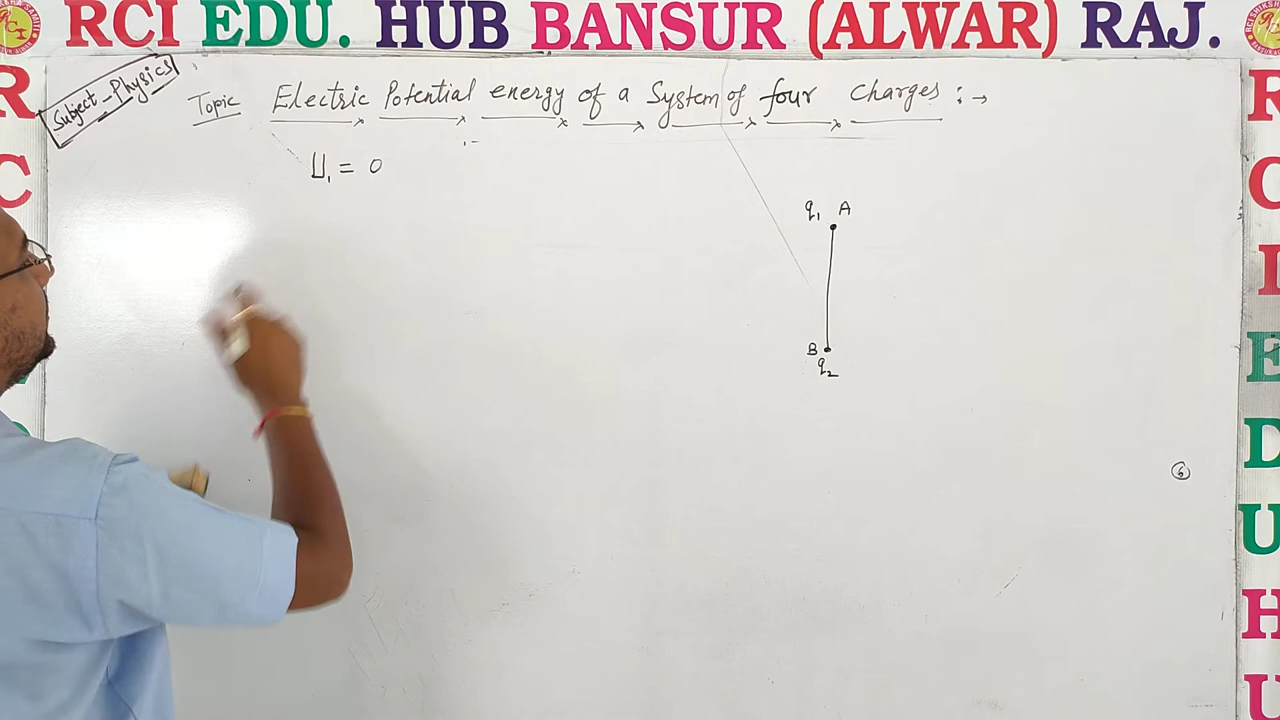 RCI EDU. HUB BANSUR (ALWAR) RAJ.
Subject - Physics
Topic Electric Potential energy of a System of four charges :→
U₁ = 0
q₁ A
B
q₂
6
R
C
R
C
I
E
D
U
H
U